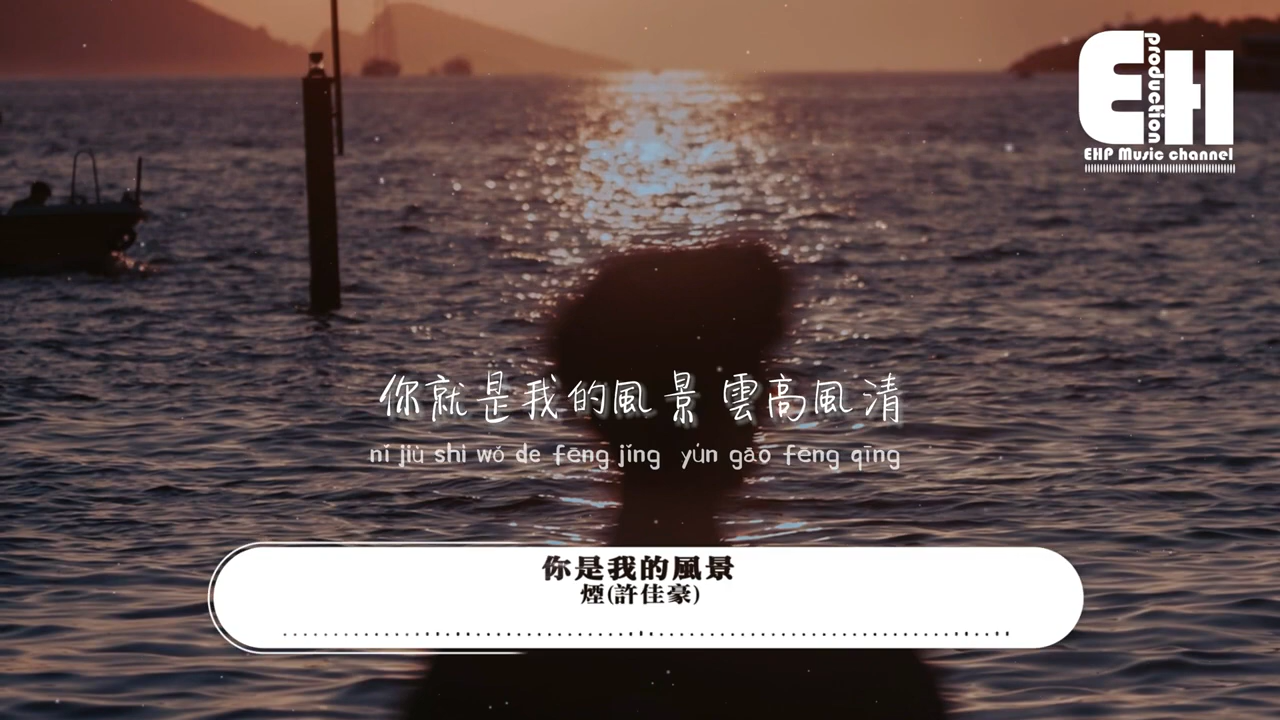 EH
production
EHP Music channel
你就是我的風景 雲高風清
nǐ jiù shì wǒ de fēng jǐng yún gāo fēng qīng
你是我的風景
煙(許佳豪)